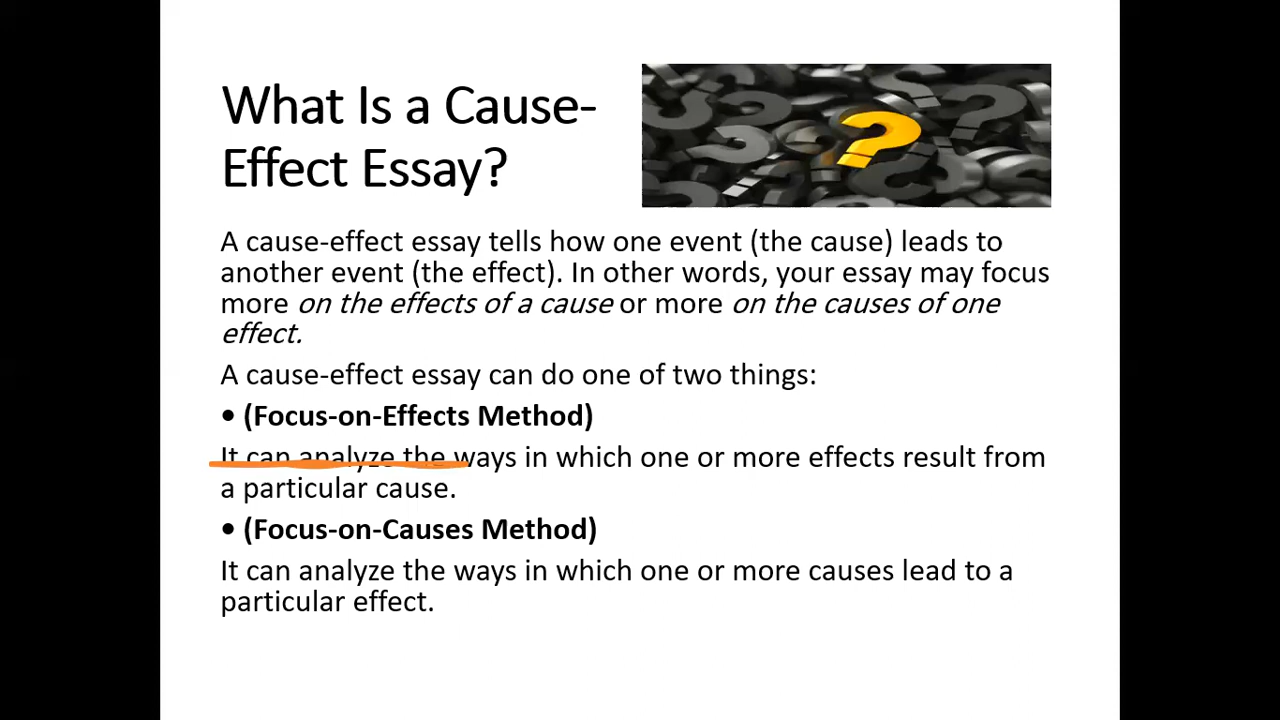 What Is a Cause-
Effect Essay?
A cause-effect essay tells how one event (the cause) leads to
another event (the effect). In other words, your essay may focus
more on the effects of a cause or more on the causes of one
effect.
A cause-effect essay can do one of two things:
• (Focus-on-Effects Method)
It can analyze the ways in which one or more effects result from
a particular cause.
• (Focus-on-Causes Method)
It can analyze the ways in which one or more causes lead to a
particular effect.